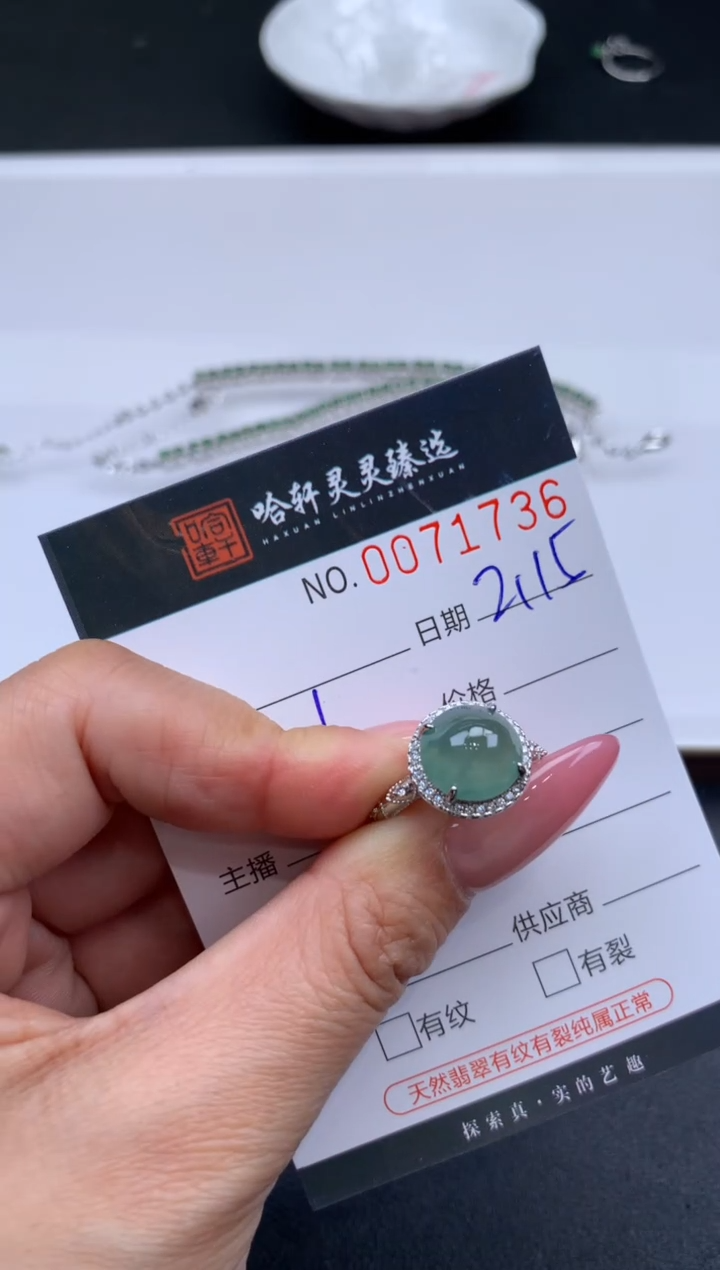 哈轩灵灵臻选
HAXUAN LINLINZHENXUAN
NO.0071736
日期 2115
价格
主播
供应商
有纹 有裂
天然翡翠有纹有裂纯属正常
探索真·实的艺趣